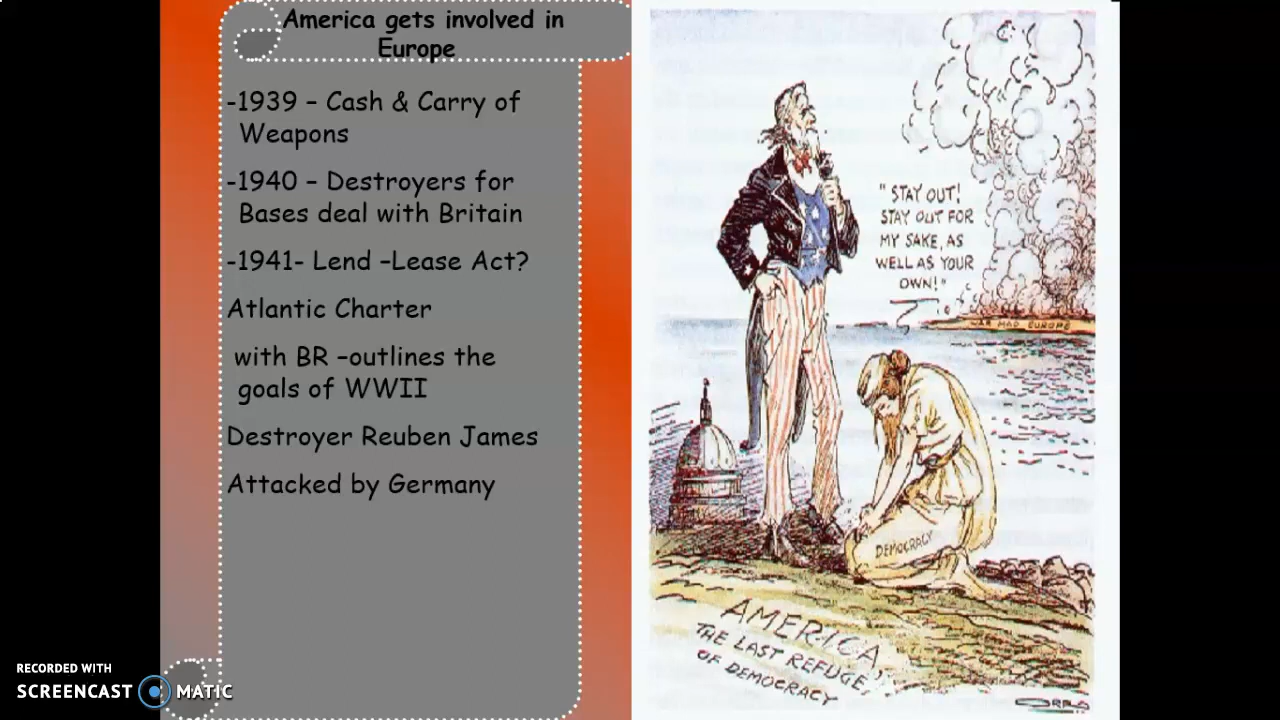 America gets involved in
Europe
-1939 – Cash & Carry of
Weapons
-1940 – Destroyers for
Bases deal with Britain
-1941- Lend –Lease Act?
Atlantic Charter
with BR –outlines the
goals of WWII
Destroyer Reuben James
Attacked by Germany
"STAY OUT!
STAY OUT FOR
MY SAKE, AS
WELL AS YOUR
OWN!"
WAR MAD EUROPE
DEMOCRACY
AMERICA,
THE LAST REFUGE
OF DEMOCRACY
RECORDED WITH
SCREENCAST MATIC